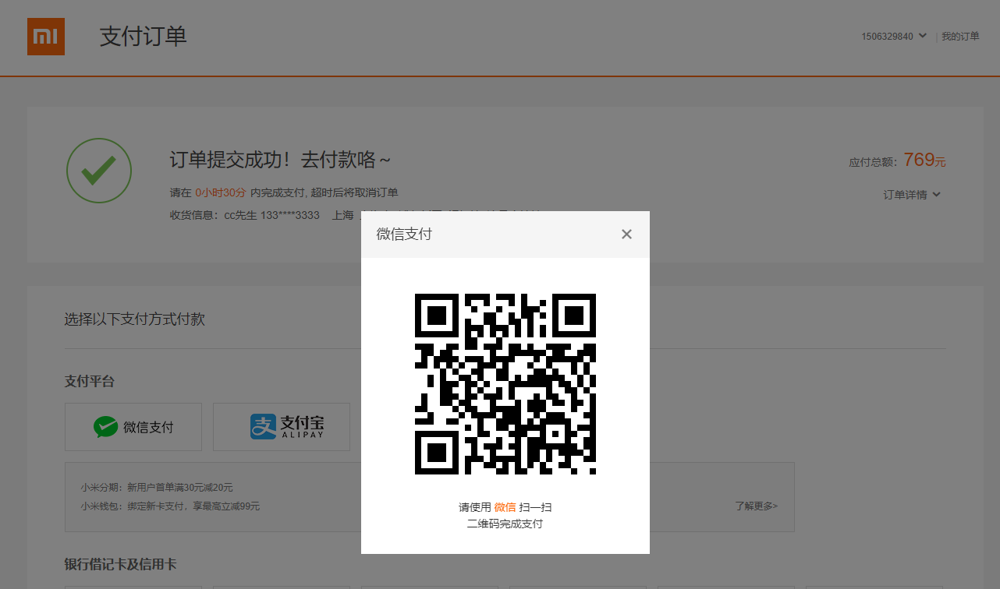 mi
支付订单
1506329840
我的订单
订单提交成功！去付款咯～
应付总额：769元
请在 0小时30分 内完成支付, 超时后将取消订单
订单详情
收货信息：cc先生 133****3333 上海
微信支付
选择以下支付方式付款
支付平台
微信支付
支付宝
ALIPAY
小米分期：新用户首单满30元减20元
小米钱包：绑定新卡支付，享最高立减99元
了解更多>
请使用 微信 扫一扫
二维码完成支付
银行借记卡及信用卡